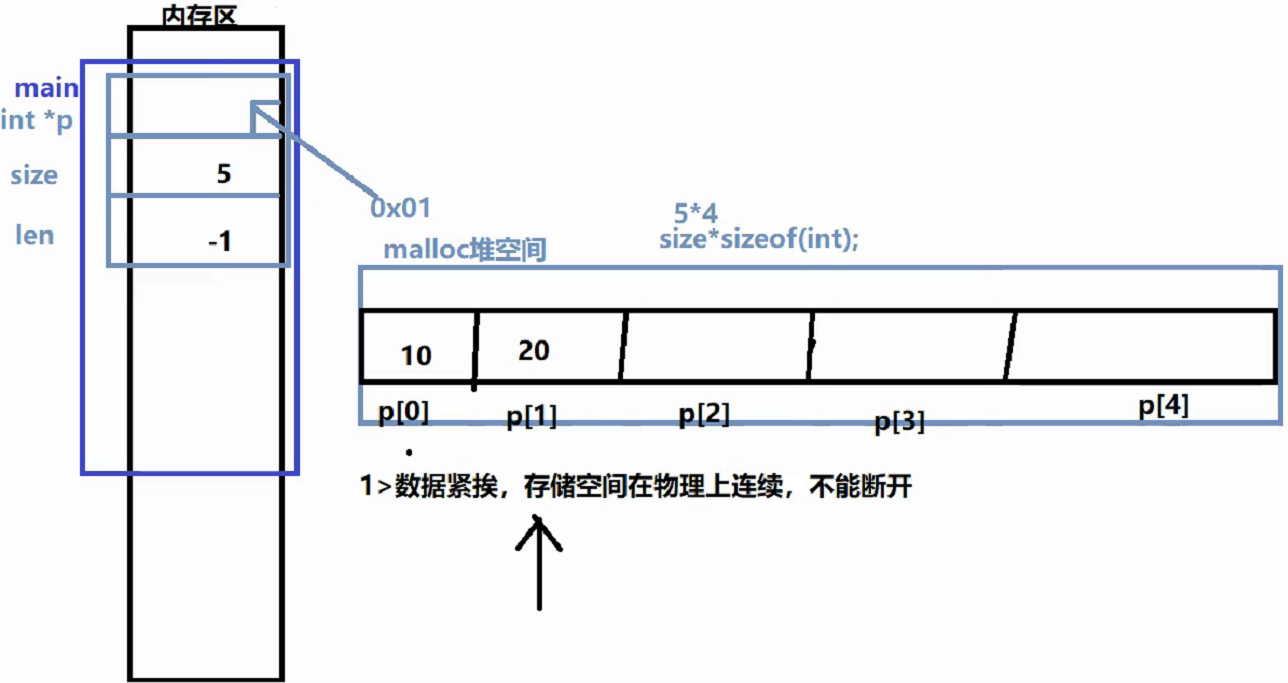 内存区
main
int *p
size
5
len
-1
0x01
malloc堆空间
5*4
size*sizeof(int);
10
20
p[0]
p[1]
p[2]
p[3]
p[4]
1>数据紧挨，存储空间在物理上连续，不能断开